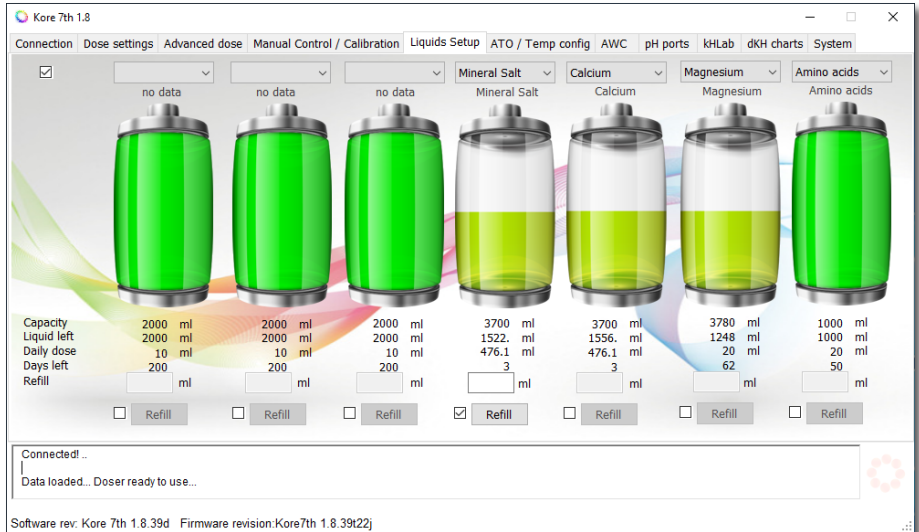 Kore 7th 1.8
Connection Dose settings Advanced dose Manual Control / Calibration Liquids Setup ATO / Temp config AWC pH ports kHLab dKH charts System
Mineral Salt Calcium Magnesium Amino acids
no data no data no data Mineral Salt Calcium Magnesium Amino acids
Capacity 2000 ml 2000 ml 2000 ml 3700 ml 3700 ml 3780 ml 1000 ml
Liquid left 2000 ml 2000 ml 2000 ml 1522. ml 1556. ml 1248 ml 1000 ml
Daily dose 10 ml 10 ml 10 ml 476.1 ml 476.1 ml 20 ml 20 ml
Days left 200 200 200 3 3 62 50
Refill ml ml ml ml ml ml ml
Refill Refill Refill Refill Refill Refill Refill
Connected! ..
Data loaded... Doser ready to use...
Software rev: Kore 7th 1.8.39d Firmware revision:Kore7th 1.8.39t22j